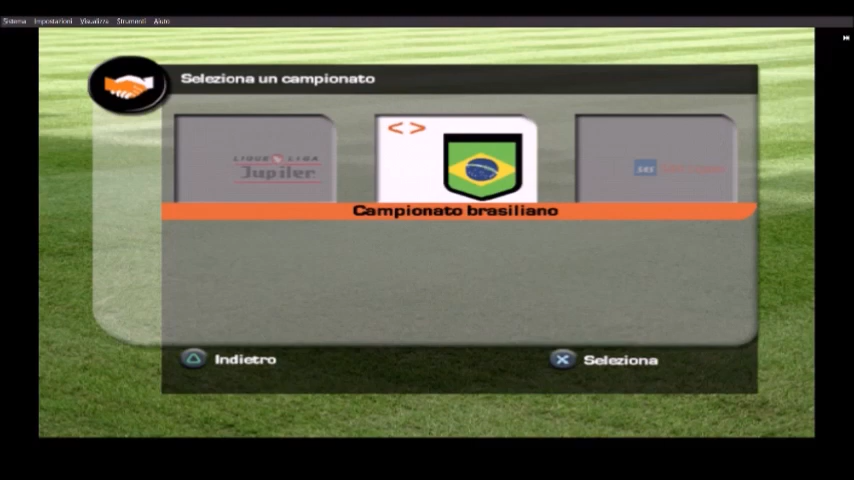 Sistema Impostazioni Visualizza Strumenti Aiuto
Seleziona un campionato
LIGUE LIGA
Jupiler
< >
Campionato brasiliano
Indietro
Seleziona